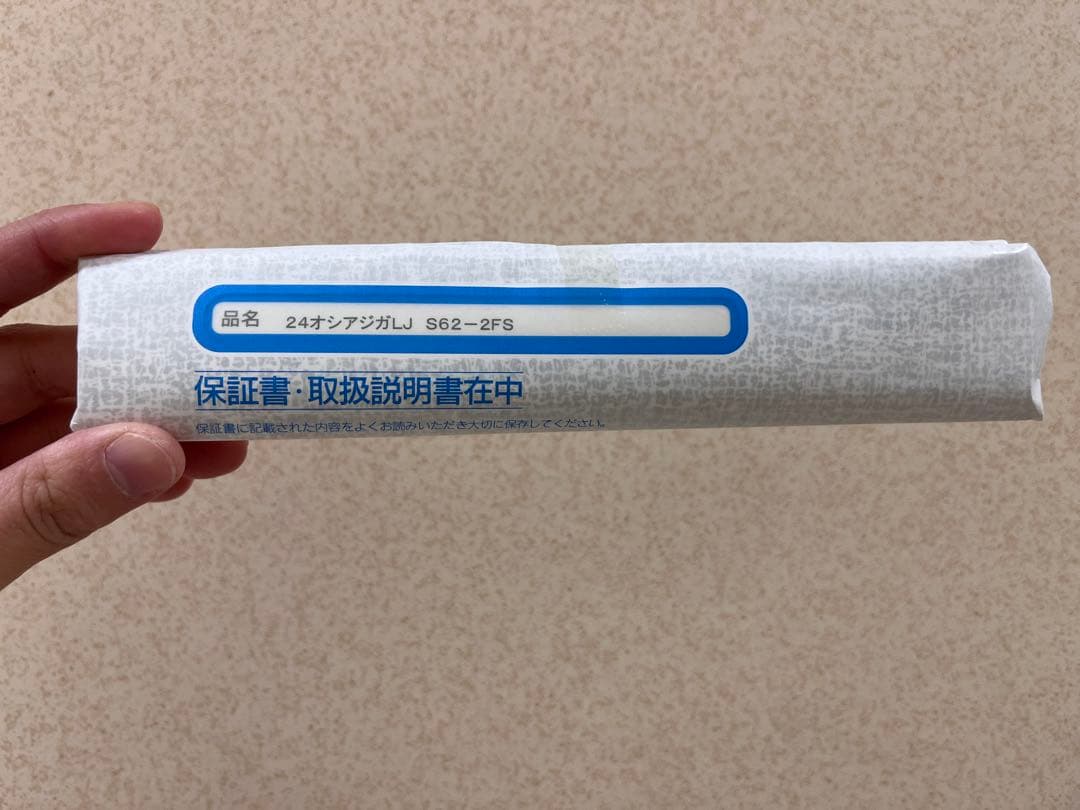 品名 24オシアジガLJ S62-2FS
保証書・取扱説明書在中
保証書に記載された内容をよくお読みいただき大切に保存してください。